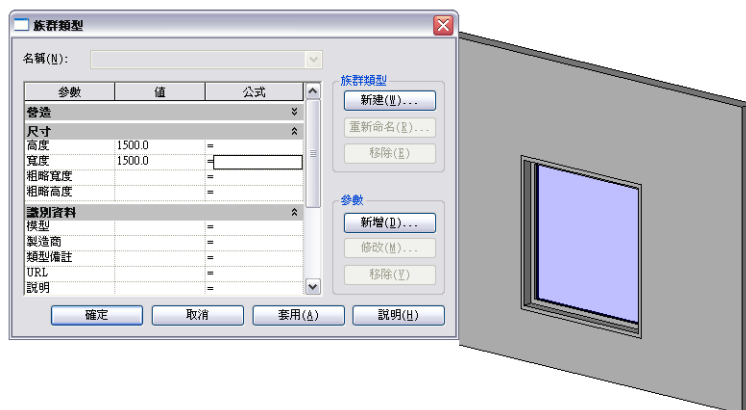 族群類型
名稱(N):
參數 值 公式
營造
尺寸
高度 1500.0 =
寬度 1500.0 =
粗略寬度 =
粗略高度 =
識別資料
模型 =
製造商 =
類型備註 =
URL =
說明 =
族群類型
新建(W)...
重新命名(R)...
移除(E)
參數
新增(D)...
修改(M)...
移除(V)
確定 取消 套用(A) 說明(H)